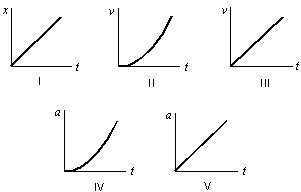 x v v
t t t
I II III
a a
t t
IV V